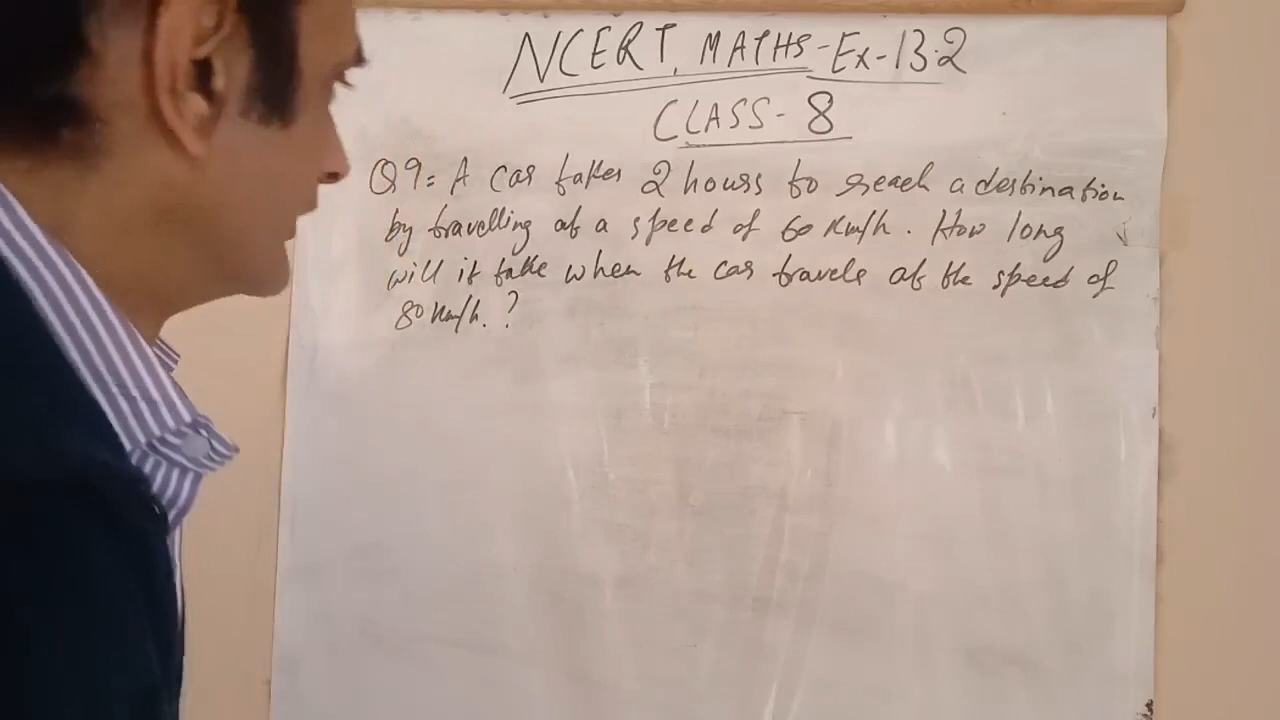 NCERT, MATHS - Ex-13.2
CLASS - 8
Q9= A car takes 2 hours to reach a destination
by travelling at a speed of 60 Km/h. How long
will it take when the car travels at the speed of
80 Km/h.?